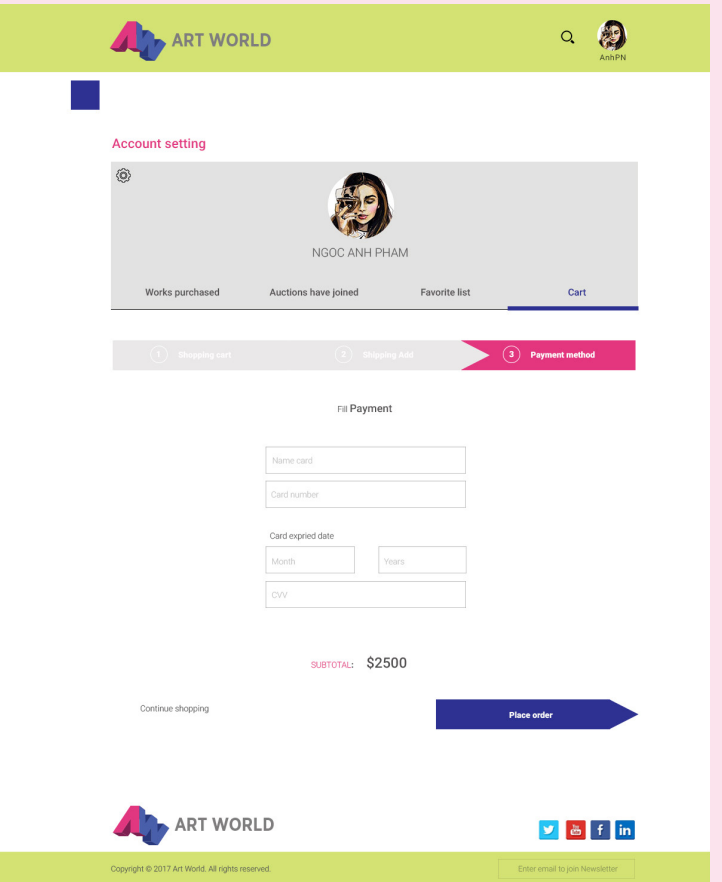 ART WORLD
AnhPN
Account setting
NGOC ANH PHAM
Works purchased Auctions have joined Favorite list Cart
1 Shopping cart 2 Shipping Add 3 Payment method
Fill Payment
Name card
Card number
Card expried date
Month Years
CVV
SUBTOTAL: $2500
Continue shopping Place order
ART WORLD
Copyright © 2017 Art World. All rights reserved. Enter email to join Newsletter